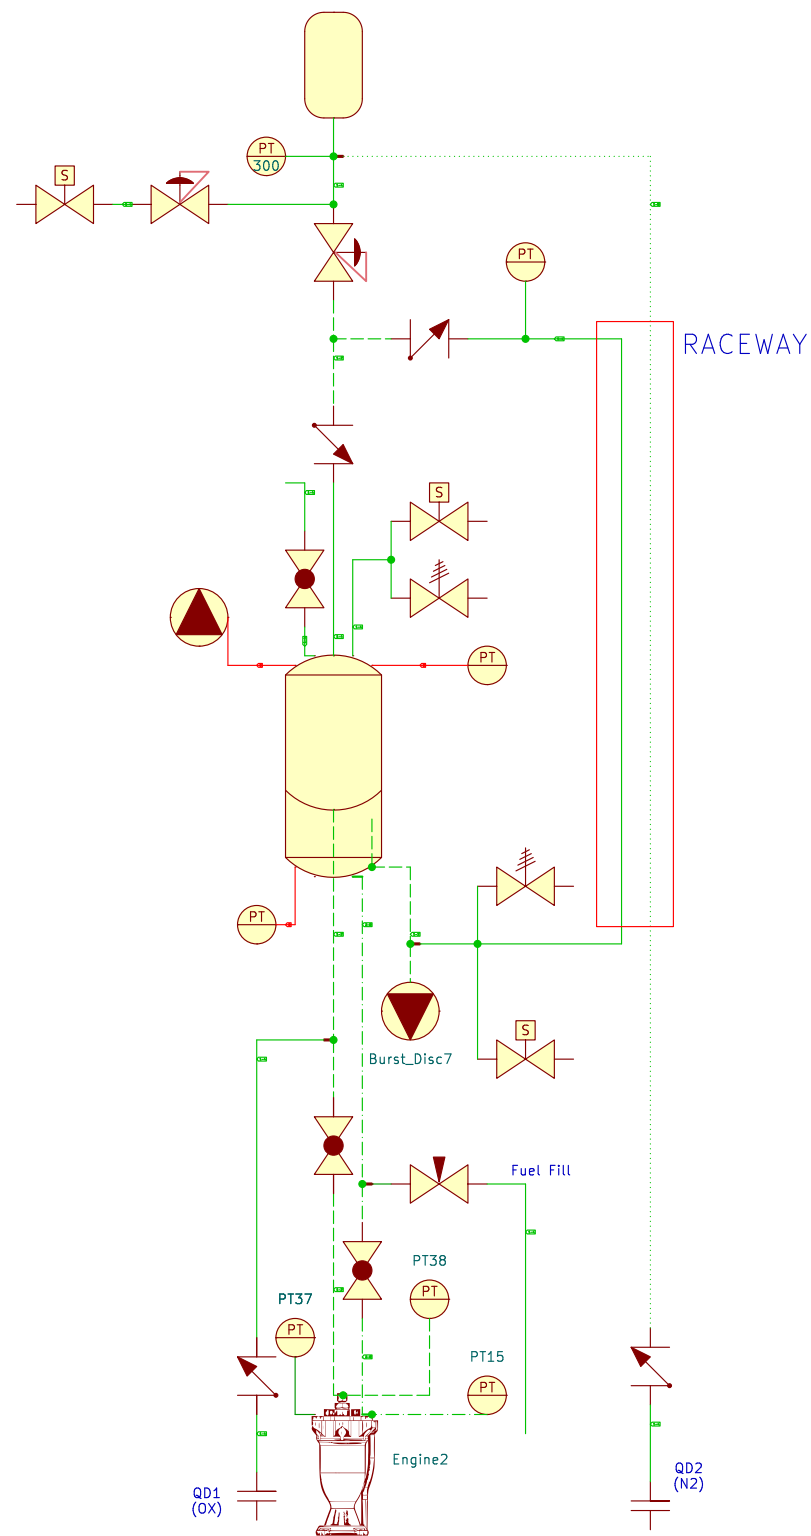 PT
300
S
PT
RACEWAY
S
PT
PT
S
Burst_Disc7
Fuel Fill
PT38
PT
PT37
PT
PT15
PT
Engine2
QD1
(OX)
QD2
(N2)